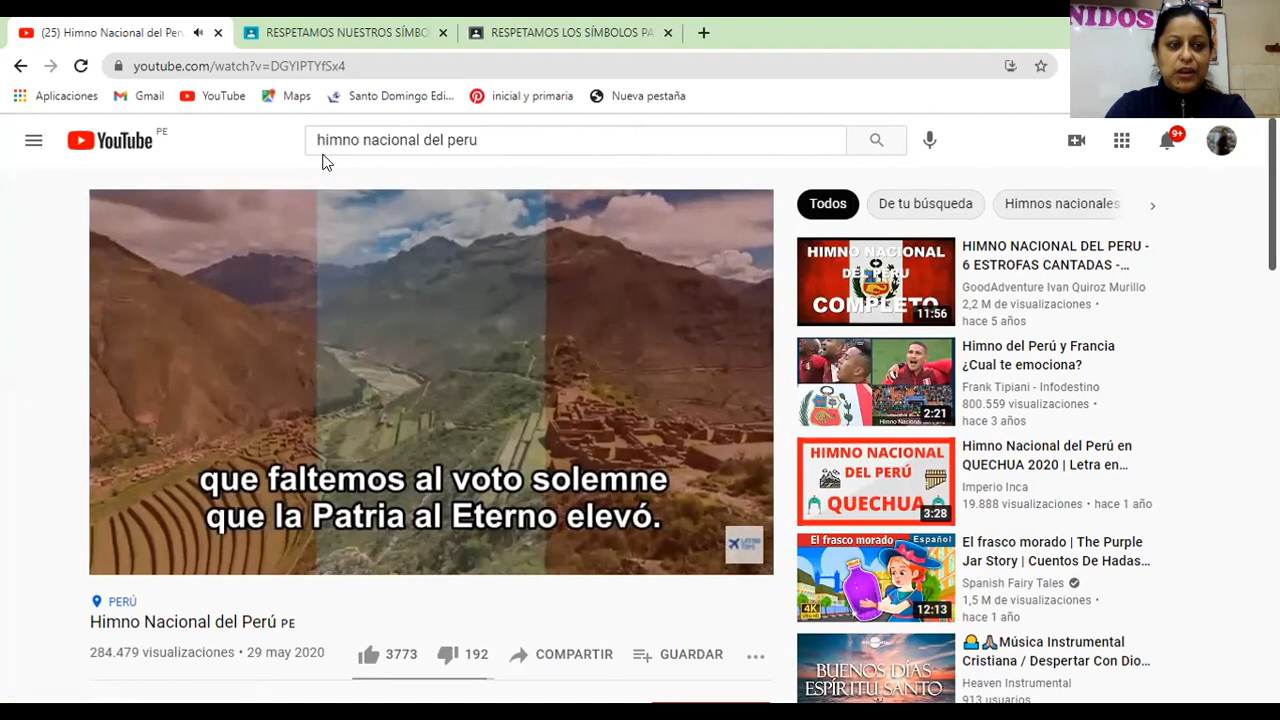 NIDOS
(25) Himno Nacional del Per
RESPETAMOS NUESTROS SÍMBO
RESPETAMOS LOS SÍMBOLOS PA
youtube.com/watch?v=DGYIPTYfSx4
Aplicaciones
Gmail
YouTube
Maps
Santo Domingo Edi...
inicial y primaria
Nueva pestaña
YouTube PE
himno nacional del peru
9+
que faltemos al voto solemne
que la Patria al Eterno elevó.
PERÚ
Himno Nacional del Perú PE
284.479 visualizaciones • 29 may 2020
3773
192
COMPARTIR
GUARDAR
Todos
De tu búsqueda
Himnos nacionales
HIMNO NACIONAL
DEL PERU
COMPLETO
11:56
HIMNO NACIONAL DEL PERU -
6 ESTROFAS CANTADAS -...
GoodAdventure Ivan Quiroz Murillo
2,2 M de visualizaciones •
hace 5 años
2:21
Himno del Perú y Francia
¿Cual te emociona?
Frank Tipiani - Infodestino
800.559 visualizaciones •
hace 3 años
HIMNO NACIONAL
DEL PERÚ
QUECHUA
3:28
Himno Nacional del Perú en
QUECHUA 2020 | Letra en...
Imperio Inca
19.888 visualizaciones • hace 1 año
El frasco morado
Español
4K
12:13
El frasco morado | The Purple
Jar Story | Cuentos De Hadas...
Spanish Fairy Tales
1,5 M de visualizaciones •
hace 1 año
BUENOS DÍAS
ESPÍRITU SANTO
Música Instrumental
Cristiana / Despertar Con Dio...
Heaven Instrumental
913 usuarios